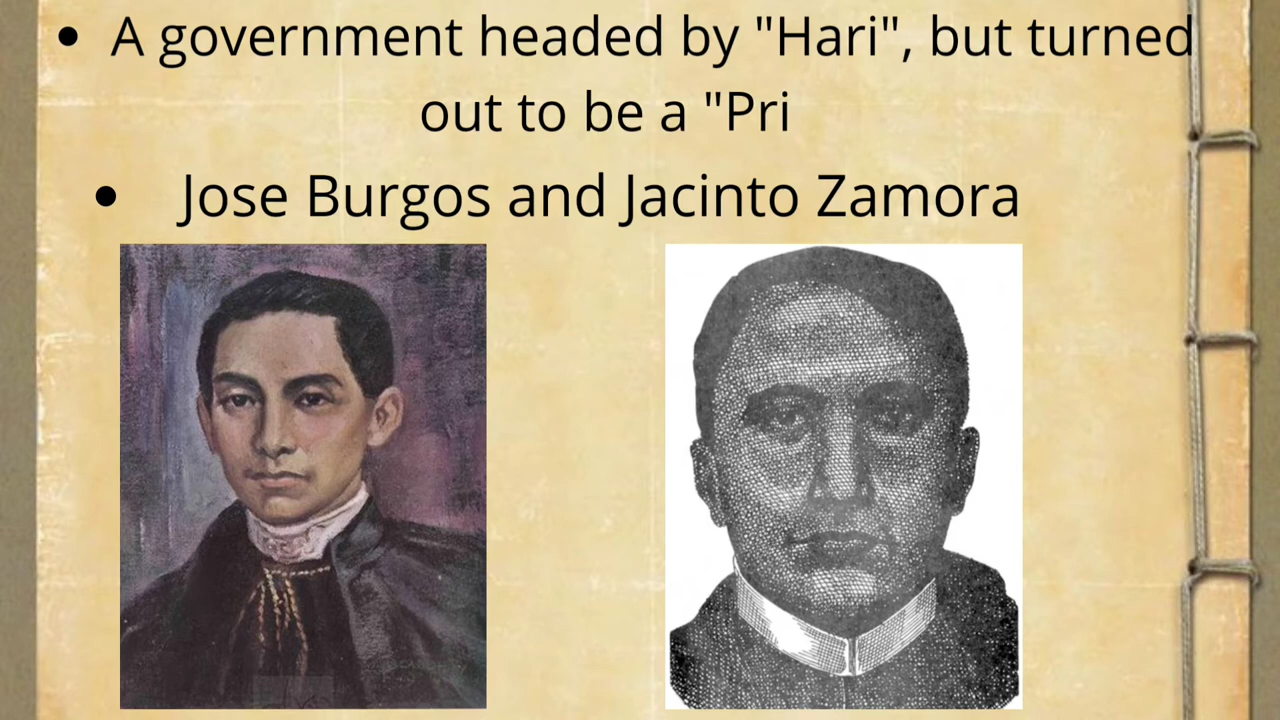 • A government headed by "Hari", but turned
out to be a "Pri
• Jose Burgos and Jacinto Zamora